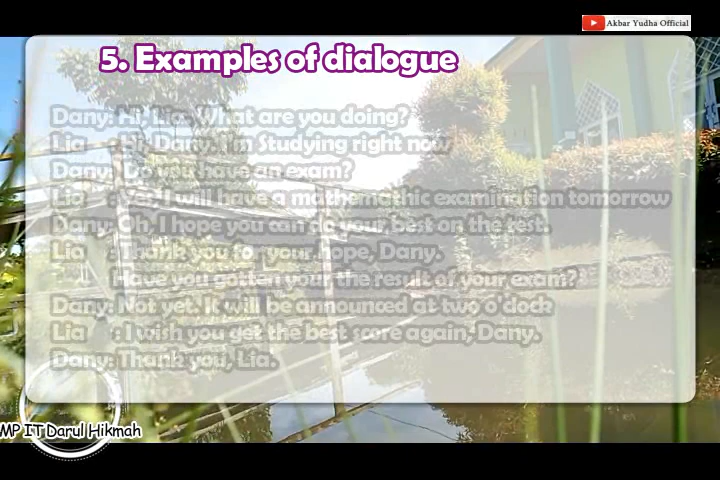 Akbar Yudha Official
5. Examples of dialogue
Dany: Hi, Lia. What are you doing?
Lia : Hi, Dany. I'm Studying right now
Dany: Do you have an exam?
Lia : Yes. I will have a mathemathic examination tomorrow
Dany: Oh, I hope you can do your best on the test.
Lia : Thank you for your hope, Dany.
Have you gotten your the result of your exam?
Dany: Not yet. It will be announced at two o'dock
Lia : I wish you get the best score again, Dany.
Dany: Thank you, Lia.
MP IT Darul Hikmah